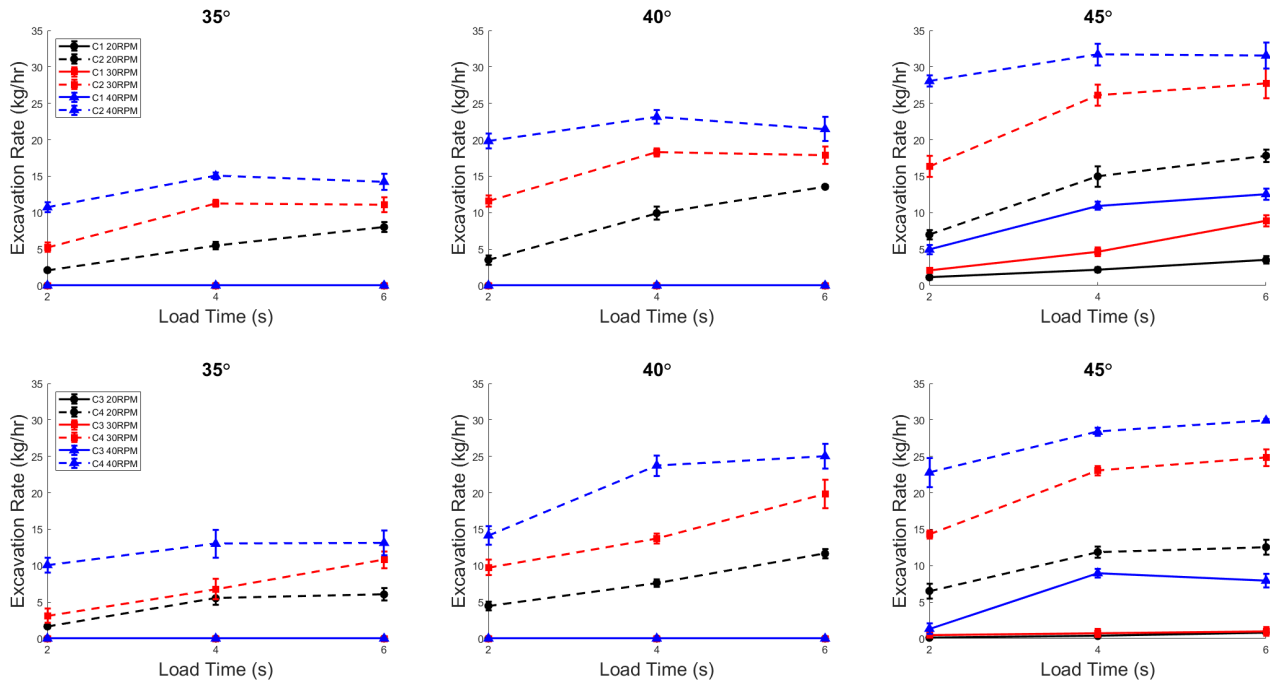 35°
Excavation Rate (kg/hr)
35
30
25
20
15
10
5
0
C1 20RPM
C2 20RPM
C1 30RPM
C2 30RPM
C1 40RPM
C2 40RPM
2 4 6
Load Time (s)
40°
Excavation Rate (kg/hr)
35
30
25
20
15
10
5
0
2 4 6
Load Time (s)
45°
Excavation Rate (kg/hr)
35
30
25
20
15
10
5
0
2 4 6
Load Time (s)
35°
Excavation Rate (kg/hr)
35
30
25
20
15
10
5
0
C3 20RPM
C4 20RPM
C3 30RPM
C4 30RPM
C3 40RPM
C4 40RPM
2 4 6
Load Time (s)
40°
Excavation Rate (kg/hr)
35
30
25
20
15
10
5
0
2 4 6
Load Time (s)
45°
Excavation Rate (kg/hr)
35
30
25
20
15
10
5
0
2 4 6
Load Time (s)